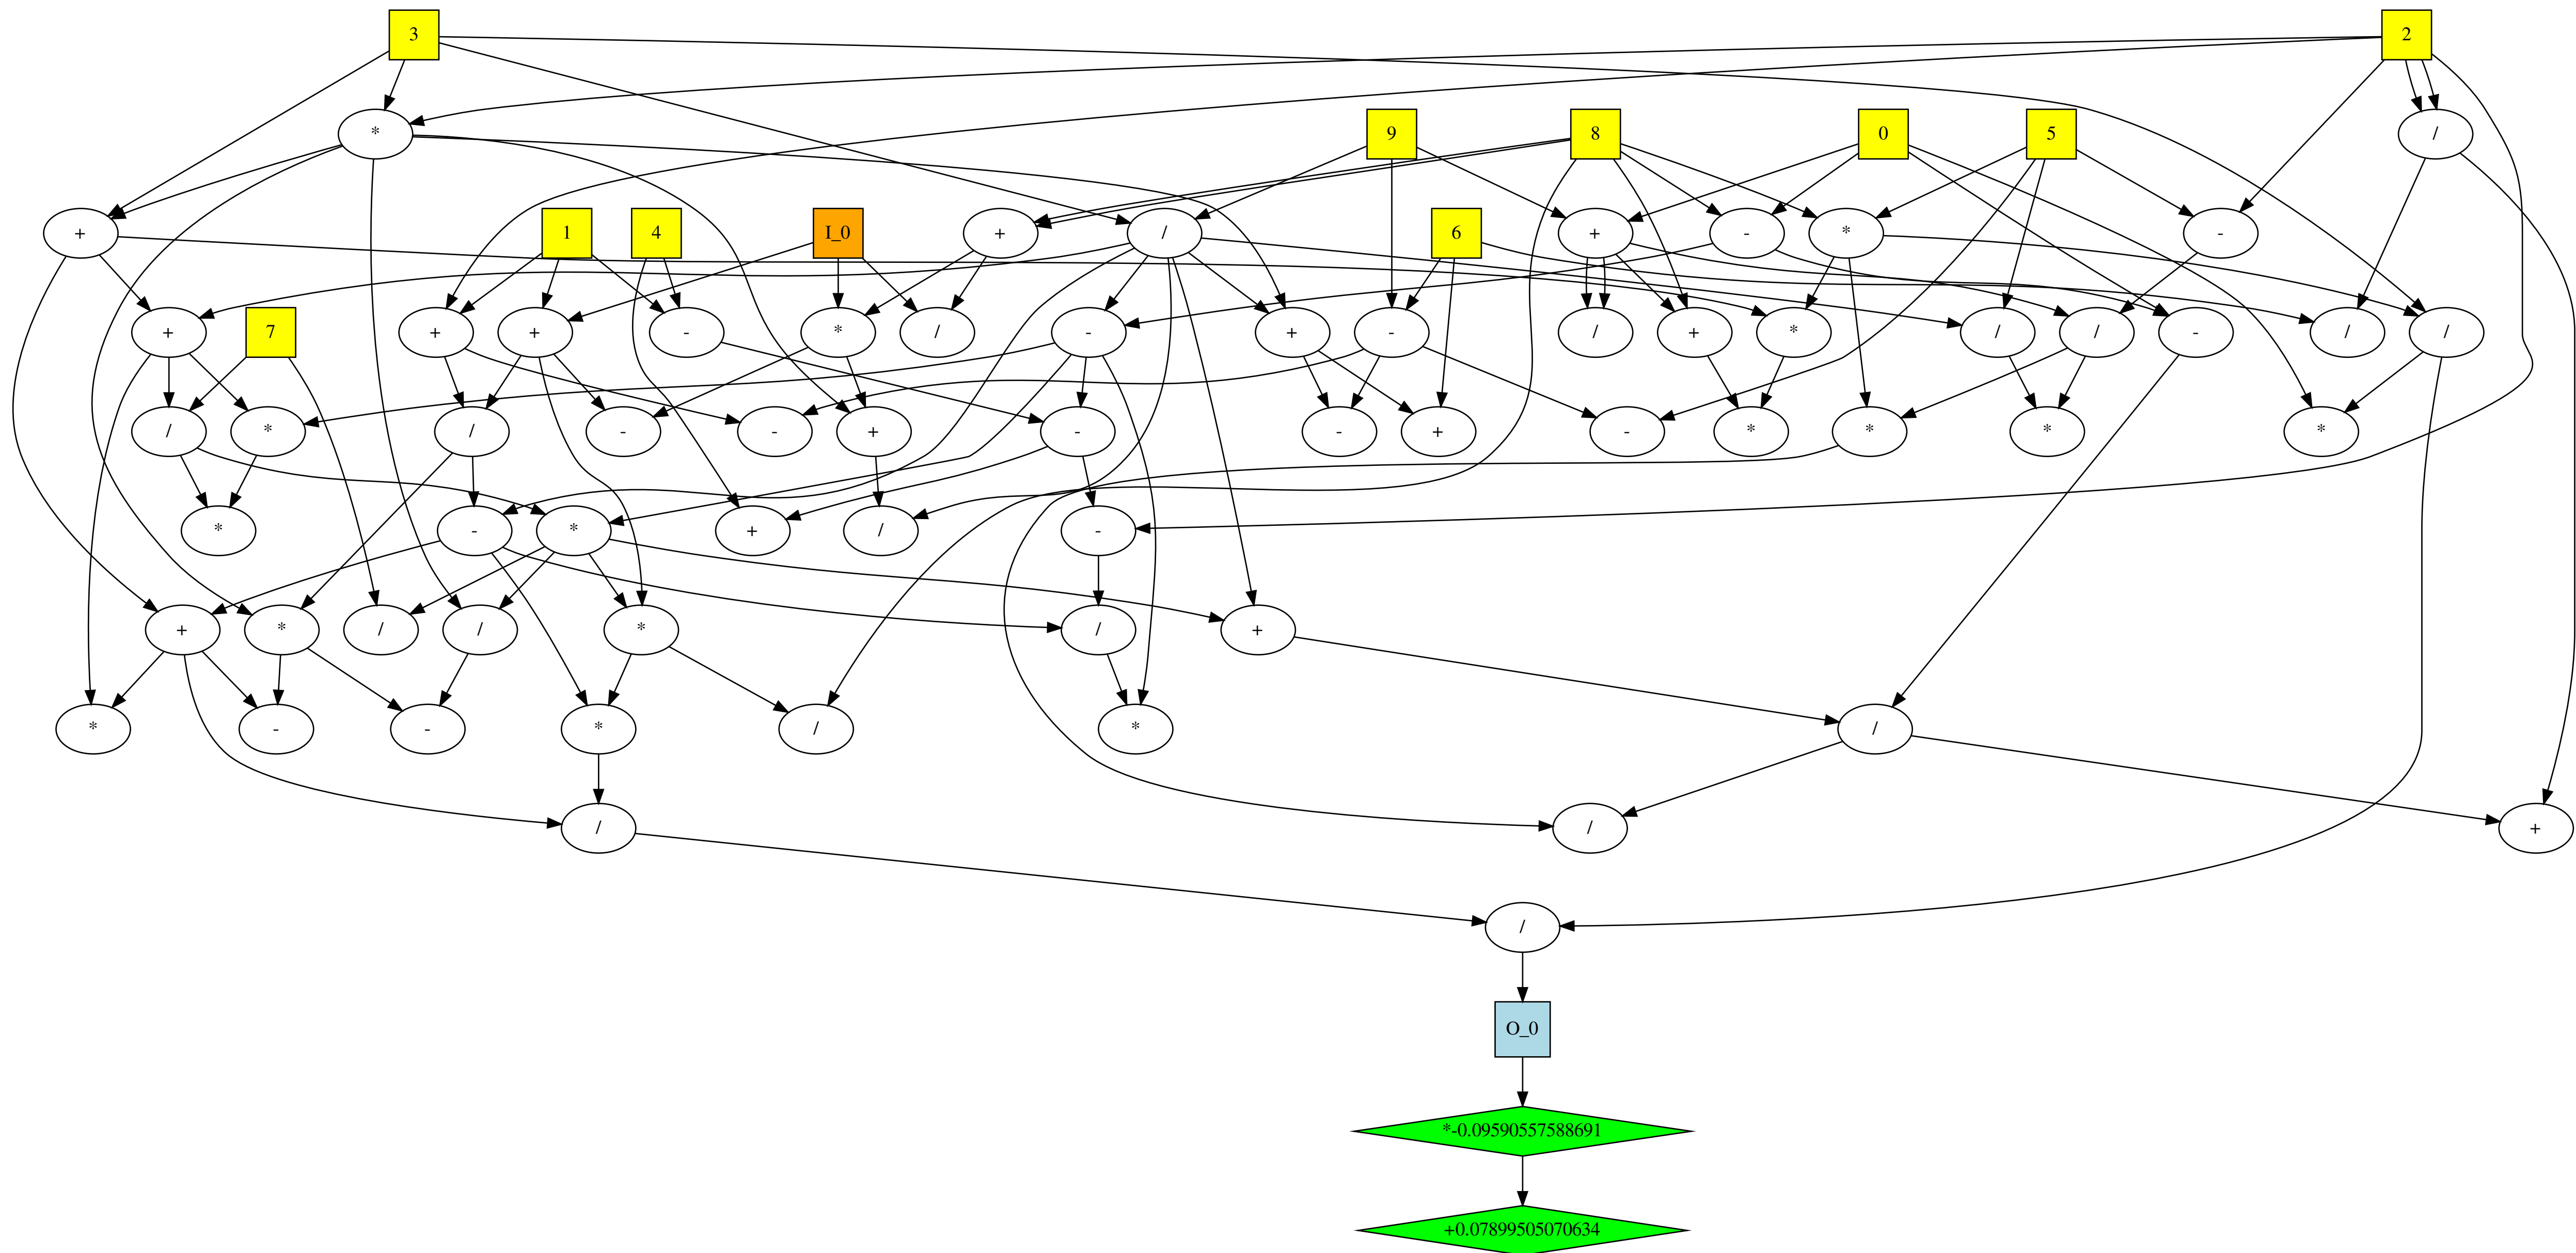 3 2
* 9 8 0 5 /
+ 1 4 I_0 + / 6 + - * -
+ 7 + + - * / - + - / + * / / - / /
/ * / - - + - - + - * * * *
* - * + / -
+ * / / * / +
* - - * / * /
/ / +
/
O_0
*-0.09590557588691
+0.07899505070634